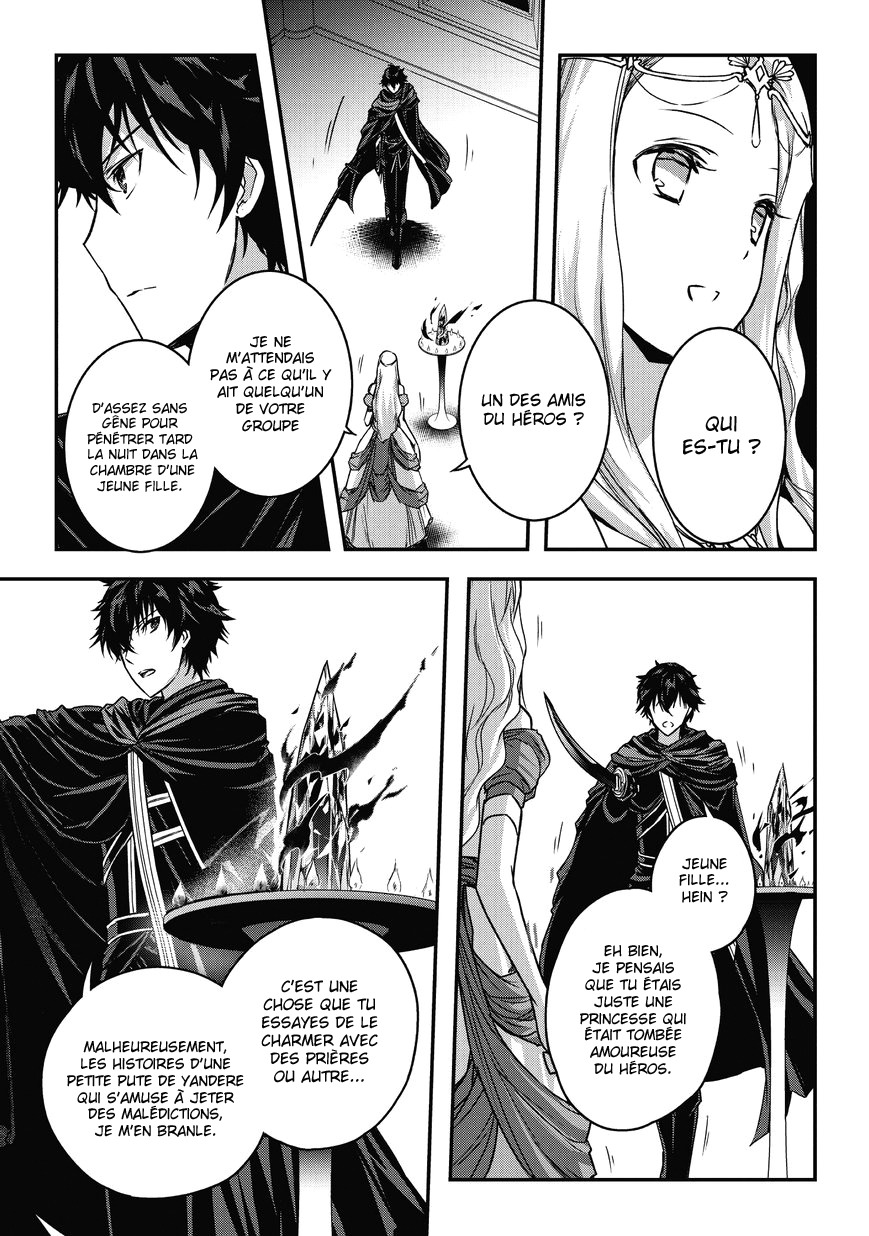 QUI
ES-TU ?
UN DES AMIS
DU HÉROS ?
JE NE
M'ATTENDAIS
PAS À CE QU'IL Y
AIT QUELQU'UN
DE VOTRE
GROUPE
D'ASSEZ SANS
GÊNE POUR
PÉNÉTRER TARD
LA NUIT DANS LA
CHAMBRE D'UNE
JEUNE FILLE.
JEUNE
FILLE...
HEIN ?
EH BIEN,
JE PENSAIS
QUE TU ÉTAIS
JUSTE UNE
PRINCESSE QUI
ÉTAIT TOMBÉE
AMOUREUSE
DU HÉROS.
C'EST UNE
CHOSE QUE TU
ESSAYES DE LE
CHARMER AVEC
DES PRIÈRES
OU AUTRE...
MALHEUREUSEMENT,
LES HISTOIRES D'UNE
PETITE PUTE DE YANDERE
QUI S'AMUSE À JETER
DES MALÉDICTIONS,
JE M'EN BRANLE.